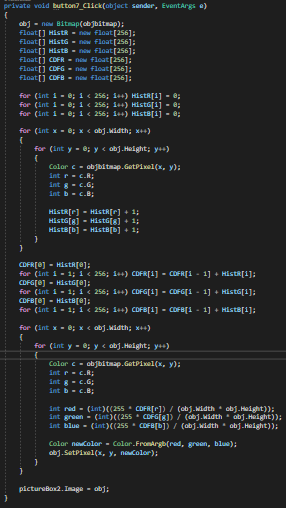 private void button7_Click(object sender, EventArgs e)
{
obj = new Bitmap(objbitmap);
float[] HistR = new float[256];
float[] HistG = new float[256];
float[] HistB = new float[256];
float[] CDFR = new float[256];
float[] CDFG = new float[256];
float[] CDFB = new float[256];
for (int i = 0; i < 256; i++) HistR[i] = 0;
for (int i = 0; i < 256; i++) HistG[i] = 0;
for (int i = 0; i < 256; i++) HistB[i] = 0;
for (int x = 0; x < obj.Width; x++)
{
for (int y = 0; y < obj.Height; y++)
{
Color c = objbitmap.GetPixel(x, y);
int r = c.R;
int g = c.G;
int b = c.B;
HistR[r] = HistR[r] + 1;
HistG[g] = HistG[g] + 1;
HistB[b] = HistB[b] + 1;
}
}
CDFR[0] = HistR[0];
for (int i = 1; i < 256; i++) CDFR[i] = CDFR[i - 1] + HistR[i];
CDFG[0] = HistG[0];
for (int i = 1; i < 256; i++) CDFG[i] = CDFG[i - 1] + HistG[i];
CDFB[0] = HistB[0];
for (int i = 1; i < 256; i++) CDFB[i] = CDFB[i - 1] + HistB[i];
for (int x = 0; x < obj.Width; x++)
{
for (int y = 0; y < obj.Height; y++)
{
Color c = objbitmap.GetPixel(x, y);
int r = c.R;
int g = c.G;
int b = c.B;
int red = (int)((255 * CDFR[r]) / (obj.Width * obj.Height));
int green = (int)((255 * CDFG[g]) / (obj.Width * obj.Height));
int blue = (int)((255 * CDFB[b]) / (obj.Width * obj.Height));
Color newColor = Color.FromArgb(red, green, blue);
obj.SetPixel(x, y, newColor);
}
}
pictureBox2.Image = obj;
}